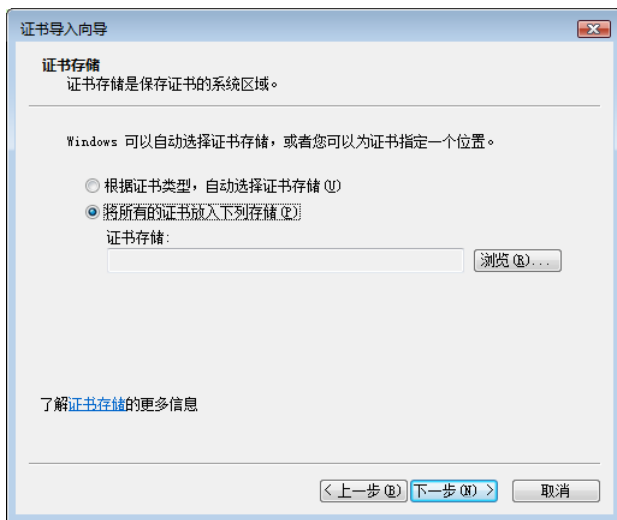 证书导入向导
证书存储
证书存储是保存证书的系统区域。
Windows 可以自动选择证书存储，或者您可以为证书指定一个位置。
根据证书类型，自动选择证书存储(U)
将所有的证书放入下列存储(P)
证书存储:
浏览(R)...
了解证书存储的更多信息
< 上一步(B) 下一步(N) > 取消